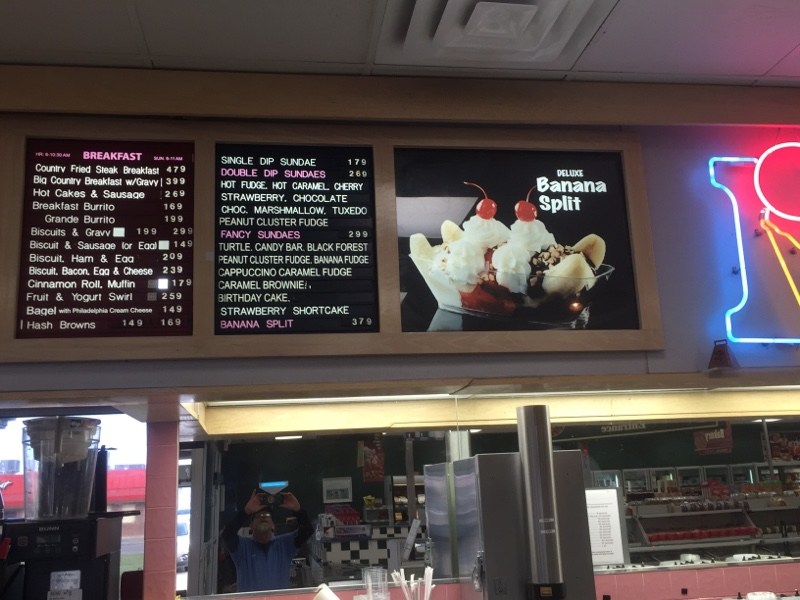 BREAKFAST
Country Fried Steak Breakfast 479
Big Country Breakfast w/Gravy 399
Hot Cakes & Sausage 269
Breakfast Burrito 169
Grande Burrito 199
Biscuits & Gravy 199 299
Biscuit & Sausage (or Egg) 149
Biscuit, Ham, & Egg 209
Biscuit, Bacon, Egg & Cheese 239
Cinnamon Roll, Muffin 179
Fruit & Yogurt Swirl 259
Bagel with Philadelphia Cream Cheese 149
Hash Browns 149 169
SINGLE DIP SUNDAE 179
DOUBLE DIP SUNDAES 269
HOT FUDGE, HOT CARAMEL, CHERRY
STRAWBERRY, CHOCOLATE
CHOC. MARSHMALLOW, TUXEDO
PEANUT CLUSTER FUDGE
FANCY SUNDAES 299
TURTLE, CANDY BAR, BLACK FOREST
PEANUT CLUSTER FUDGE, BANANA FUDGE
CAPPUCCINO CARAMEL FUDGE
CARAMEL BROWNIE/,
BIRTHDAY CAKE,
STRAWBERRY SHORTCAKE
BANANA SPLIT 379
DELUXE
Banana
Split